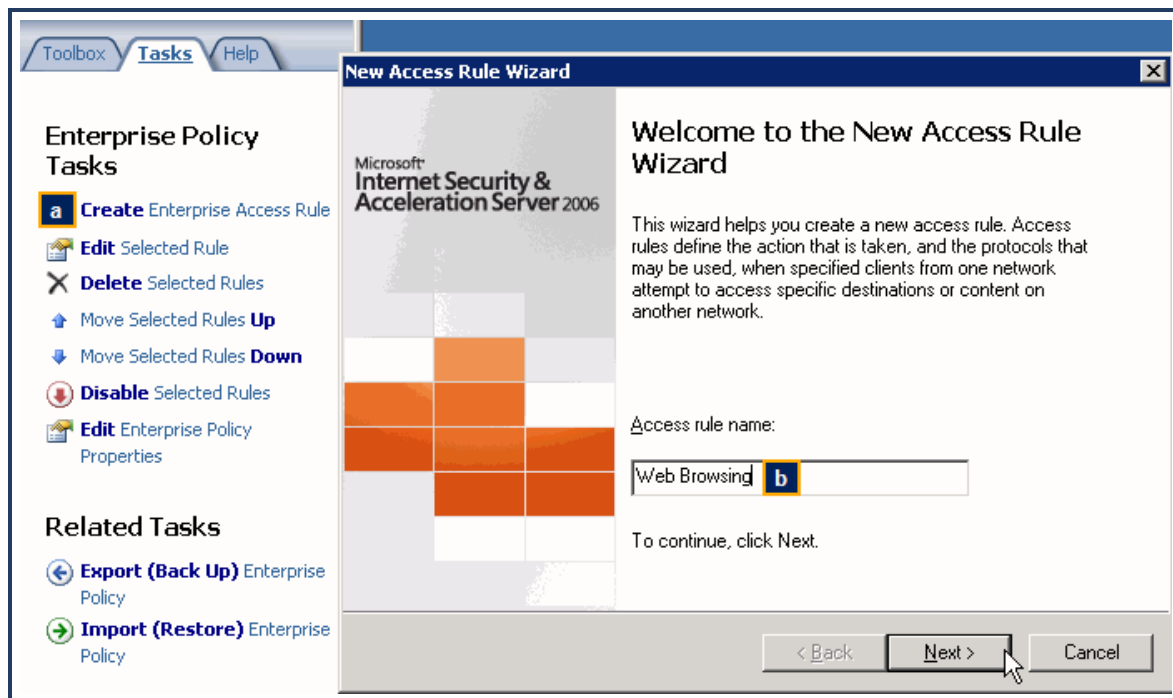 Toolbox Tasks Help
Enterprise Policy
Tasks
a Create Enterprise Access Rule
Edit Selected Rule
Delete Selected Rules
Move Selected Rules Up
Move Selected Rules Down
Disable Selected Rules
Edit Enterprise Policy
Properties
Related Tasks
Export (Back Up) Enterprise
Policy
Import (Restore) Enterprise
Policy
New Access Rule Wizard
Microsoft
Internet Security &
Acceleration Server 2006
Welcome to the New Access Rule
Wizard
This wizard helps you create a new access rule. Access
rules define the action that is taken, and the protocols that
may be used, when specified clients from one network
attempt to access specific destinations or content on
another network.
Access rule name:
Web Browsing b
To continue, click Next.
< Back Next > Cancel